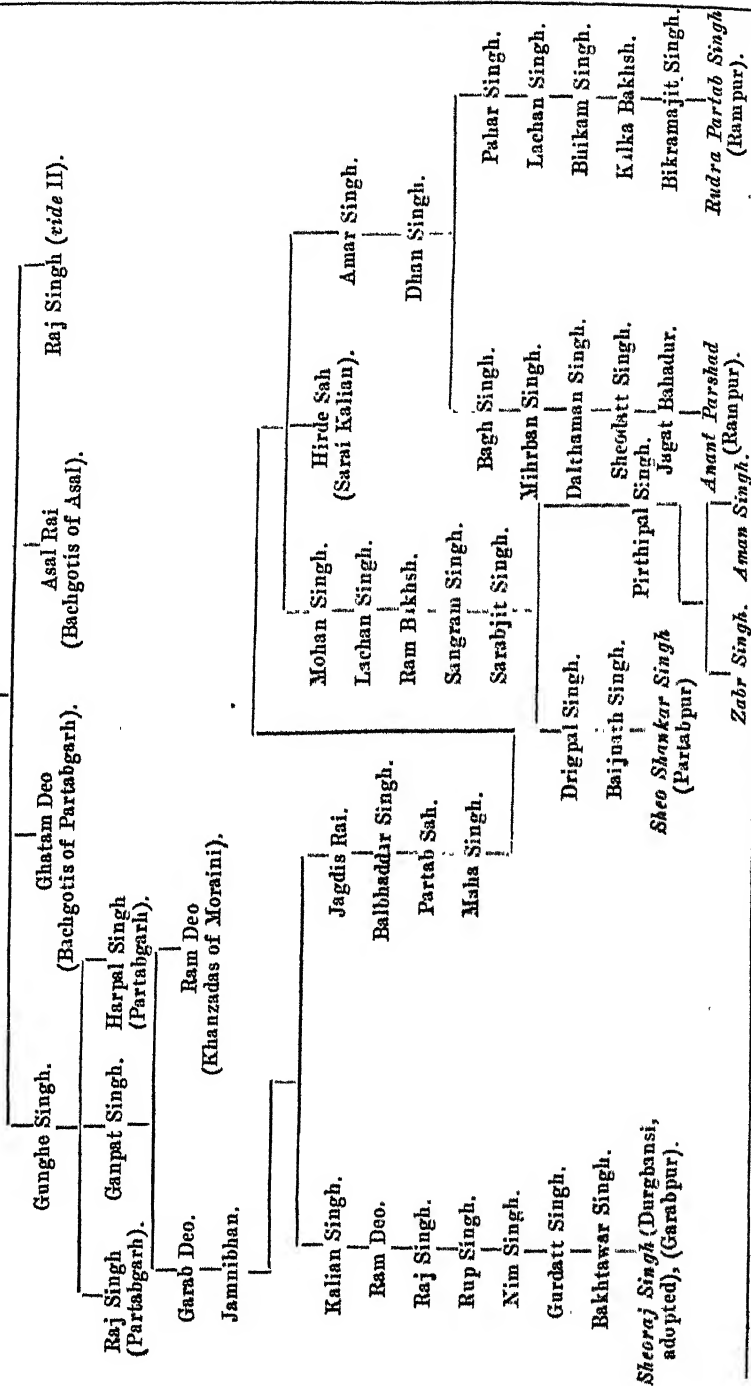 Gunghe Singh.
Ghatam Deo
(Bachgotis of Partabgarh).
Asal Rai
(Bachgotis of Asal).
Raj Singh (vide II).
Raj Singh
(Partabgarh).
Ganpat Singh.
Harpal Singh
(Partabgarh).
Garab Deo.
Ram Deo
(Khanzadas of Moraini).
Jamnibhan.
Kalian Singh.
Ram Deo.
Raj Singh.
Rup Singh.
Nim Singh.
Gurdatt Singh.
Bakhtawar Singh.
Sheoraj Singh (Durgbansi,
adopted), (Garabpur).
Jagdis Rai.
Balbhaddar Singh.
Partab Sah.
Maha Singh.
Mohan Singh.
Lachan Singh.
Ram Bakhsh.
Sangram Singh.
Sarabjit Singh.
Hirde Sah
(Sarai Kalian).
Amar Singh.
Dhan Singh.
Drigpal Singh.
Baijnath Singh.
Sheo Shankar Singh
(Partabpur)
Pirthipal Singh.
Zabr Singh.
Aman Singh.
Bagh Singh.
Mihrban Singh.
Dalthaman Singh.
Sheodatt Singh.
Jagat Bahadur.
Anant Parshad
(Rampur).
Pahar Singh.
Lachan Singh.
Bhikam Singh.
Kalka Bakhsh.
Bikramajit Singh.
Rudra Partab Singh
(Rampur).